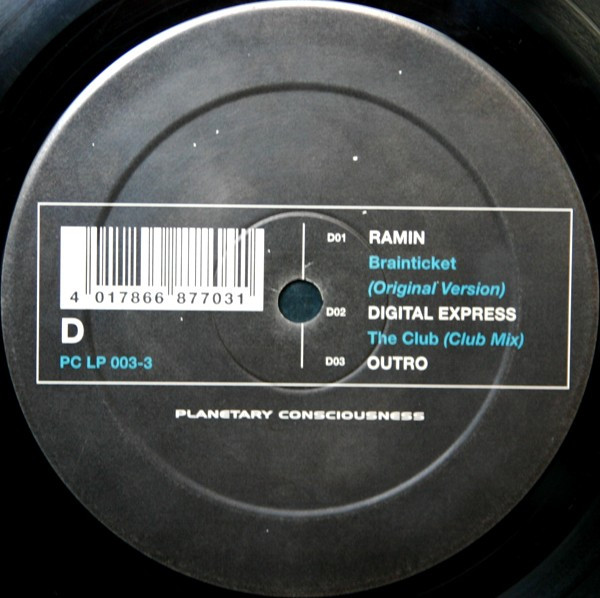 4 017866 877031
D
PC LP 003-3
D01 RAMIN
Brainticket
(Original Version)
D02 DIGITAL EXPRESS
The Club (Club Mix)
D03 OUTRO
PLANETARY CONSCIOUSNESS